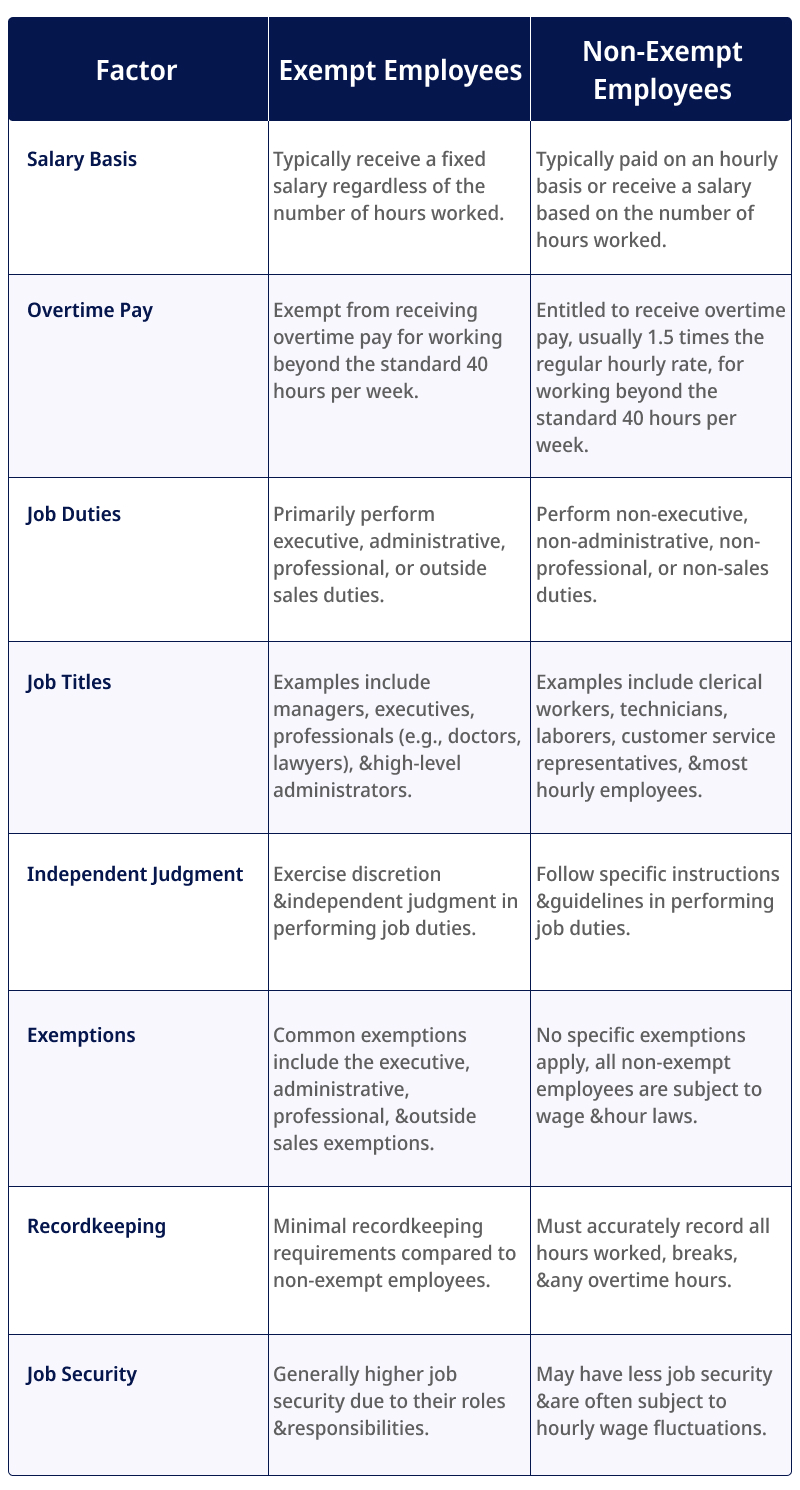 Factor
Exempt Employees
Non-Exempt
Employees
Salary Basis
Typically receive a fixed
salary regardless of the
number of hours worked.
Typically paid on an hourly
basis or receive a salary
based on the number of
hours worked.
Overtime Pay
Exempt from receiving
overtime pay for working
beyond the standard 40
hours per week.
Entitled to receive overtime
pay, usually 1.5 times the
regular hourly rate, for
working beyond the
standard 40 hours per
week.
Job Duties
Primarily perform
executive, administrative,
professional, or outside
sales duties.
Perform non-executive,
non-administrative, non-
professional, or non-sales
duties.
Job Titles
Examples include
managers, executives,
professionals (e.g., doctors,
lawyers), &high-level
administrators.
Examples include clerical
workers, technicians,
laborers, customer service
representatives, &most
hourly employees.
Independent Judgment
Exercise discretion
&independent judgment in
performing job duties.
Follow specific instructions
&guidelines in performing
job duties.
Exemptions
Common exemptions
include the executive,
administrative,
professional, &outside
sales exemptions.
No specific exemptions
apply, all non-exempt
employees are subject to
wage &hour laws.
Recordkeeping
Minimal recordkeeping
requirements compared to
non-exempt employees.
Must accurately record all
hours worked, breaks,
&any overtime hours.
Job Security
Generally higher job
security due to their roles
&responsibilities.
May have less job security
&are often subject to
hourly wage fluctuations.